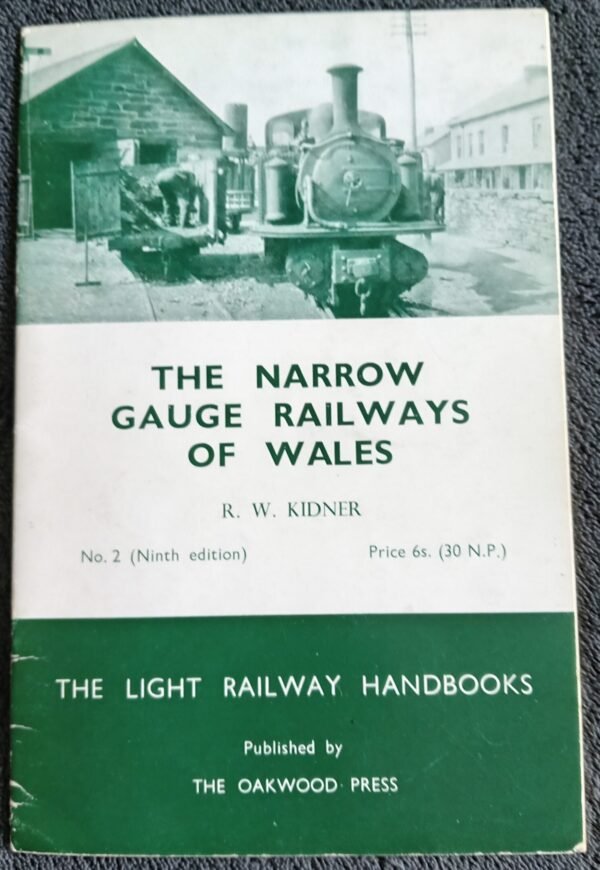 THE NARROW
GAUGE RAILWAYS
OF WALES
R. W. KIDNER
No. 2 (Ninth edition) Price 6s. (30 N.P.)
THE LIGHT RAILWAY HANDBOOKS
Published by
THE OAKWOOD PRESS